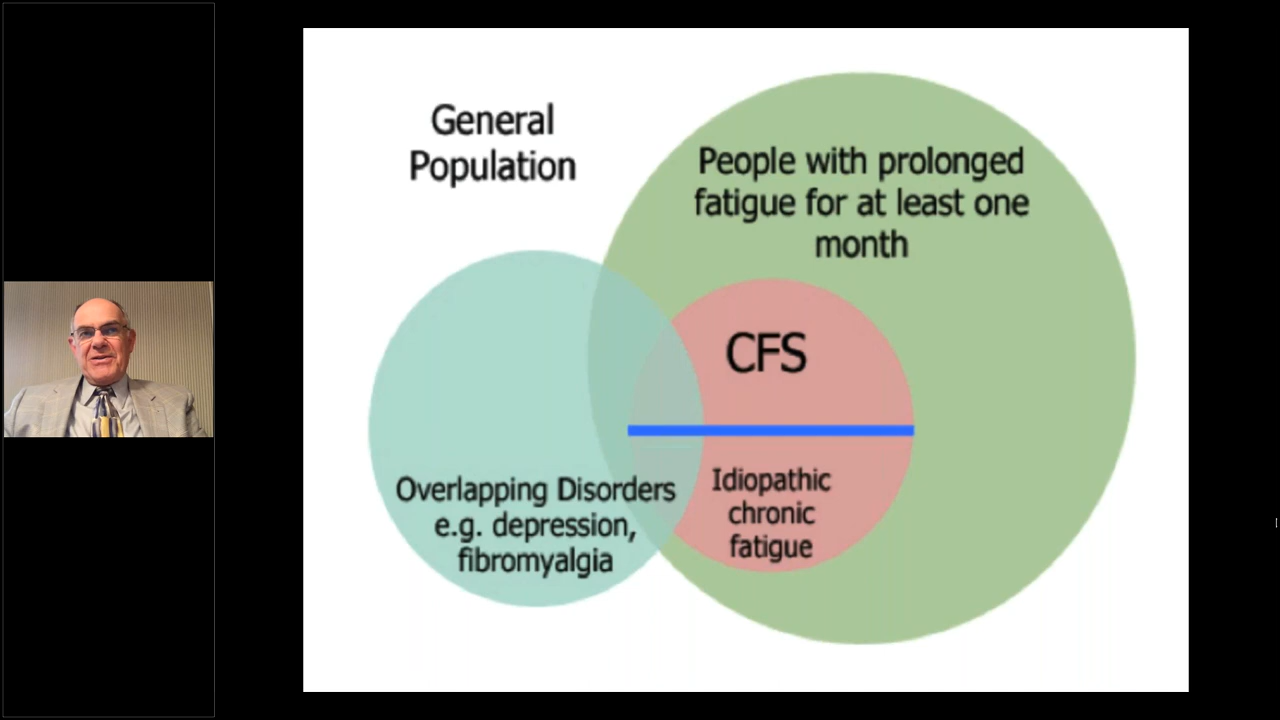 General
Population
People with prolonged
fatigue for at least one
month
CFS
Overlapping Disorders
e.g. depression,
fibromyalgia
Idiopathic
chronic
fatigue